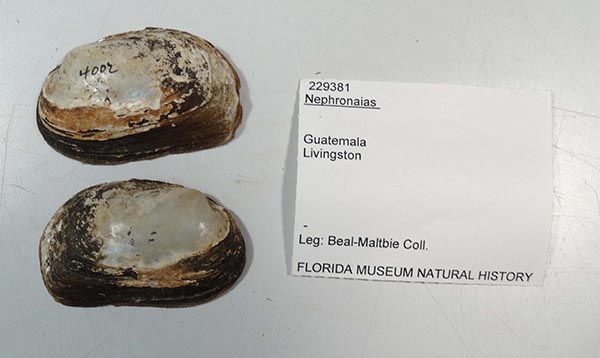 4002
229381
Nephronaias
Guatemala
Livingston
-
Leg: Beal-Maltbie Coll.
FLORIDA MUSEUM NATURAL HISTORY